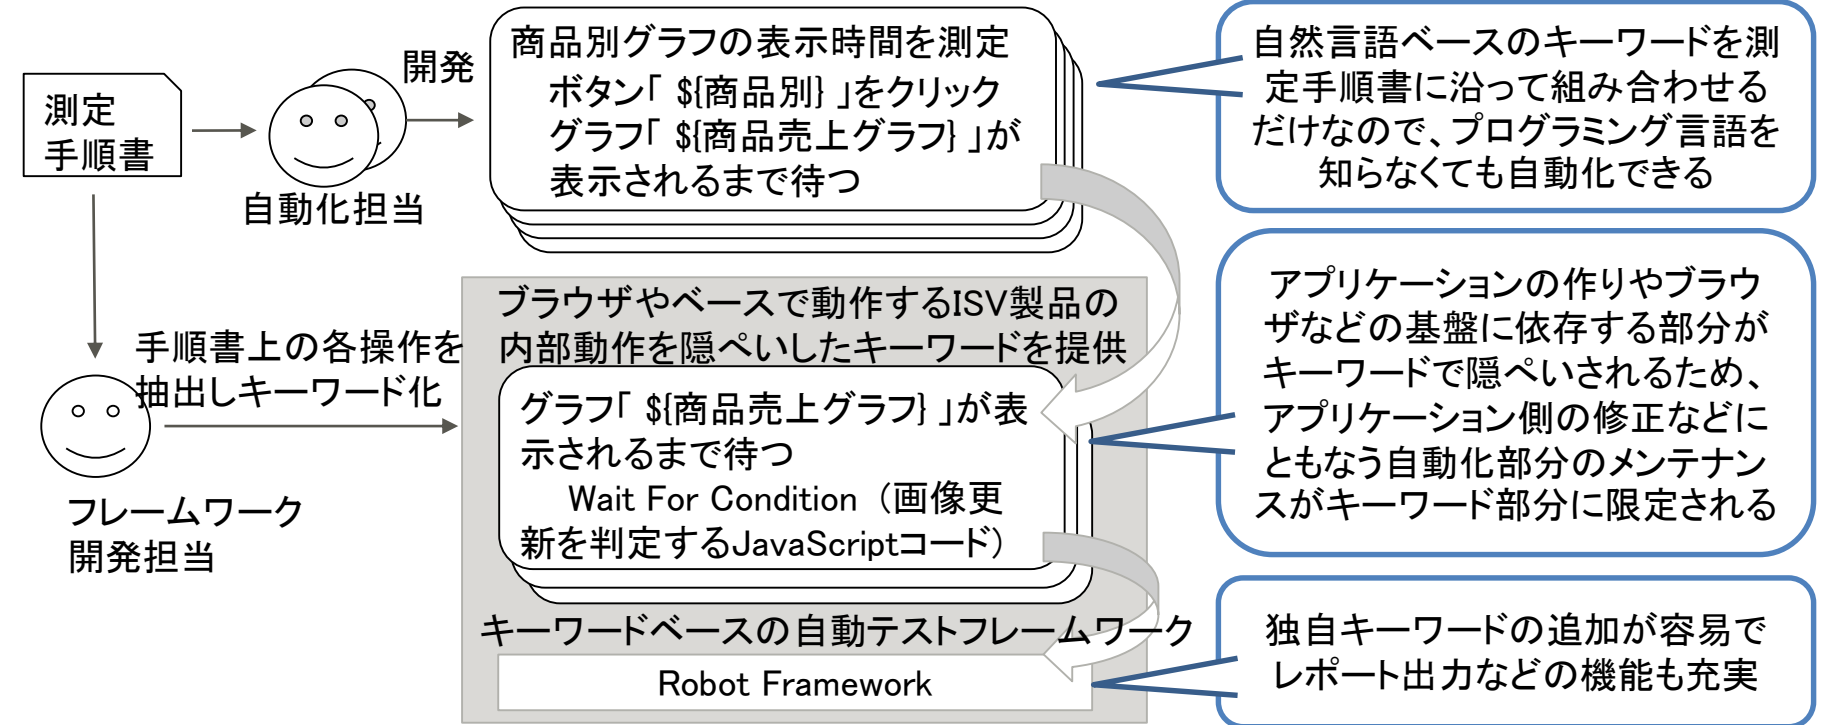 測定
手順書
開発
自動化担当
商品別グラフの表示時間を測定
ボタン「 ${商品別} 」をクリック
グラフ「 ${商品売上グラフ} 」が
表示されるまで待つ
自然言語ベースのキーワードを測
定手順書に沿って組み合わせる
だけなので、プログラミング言語を
知らなくても自動化できる
手順書上の各操作を
抽出しキーワード化
フレームワーク
開発担当
ブラウザやベースで動作するISV製品の
内部動作を隠ぺいしたキーワードを提供
グラフ「 ${商品売上グラフ} 」が表
示されるまで待つ
Wait For Condition（画像更
新を判定するJavaScriptコード）
アプリケーションの作りやブラウ
ザなどの基盤に依存する部分が
キーワードで隠ぺいされるため、
アプリケーション側の修正などに
ともなう自動化部分のメンテナン
スがキーワード部分に限定される
キーワードベースの自動テストフレームワーク
Robot Framework
独自キーワードの追加が容易で
レポート出力などの機能も充実